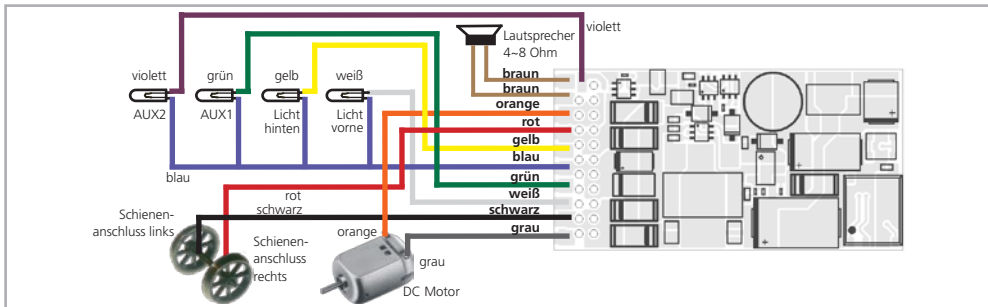 violett
Lautsprecher
4~8 Ohm
violett
grün
gelb
weiß
braun
braun
orange
rot
gelb
blau
grün
weiß
schwarz
grau
AUX2
AUX1
Licht
hinten
Licht
vorne
blau
rot
schwarz
Schienen-
anschluss links
Schienen-
anschluss
rechts
orange
grau
DC Motor